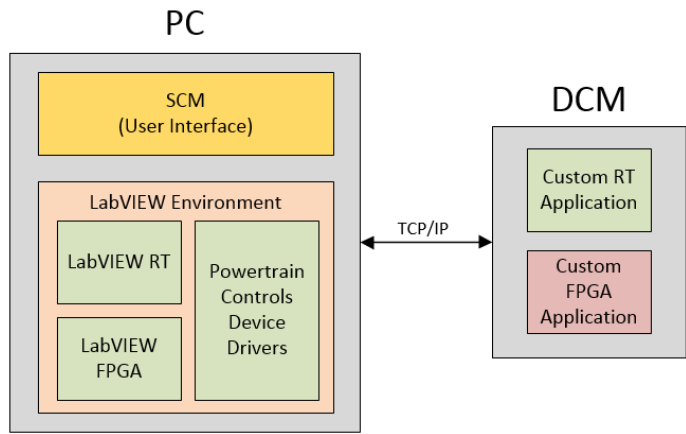 PC
SCM
(User Interface)
LabVIEW Environment
LabVIEW RT
LabVIEW
FPGA
Powertrain
Controls
Device
Drivers
TCP/IP
DCM
Custom RT
Application
Custom
FPGA
Application